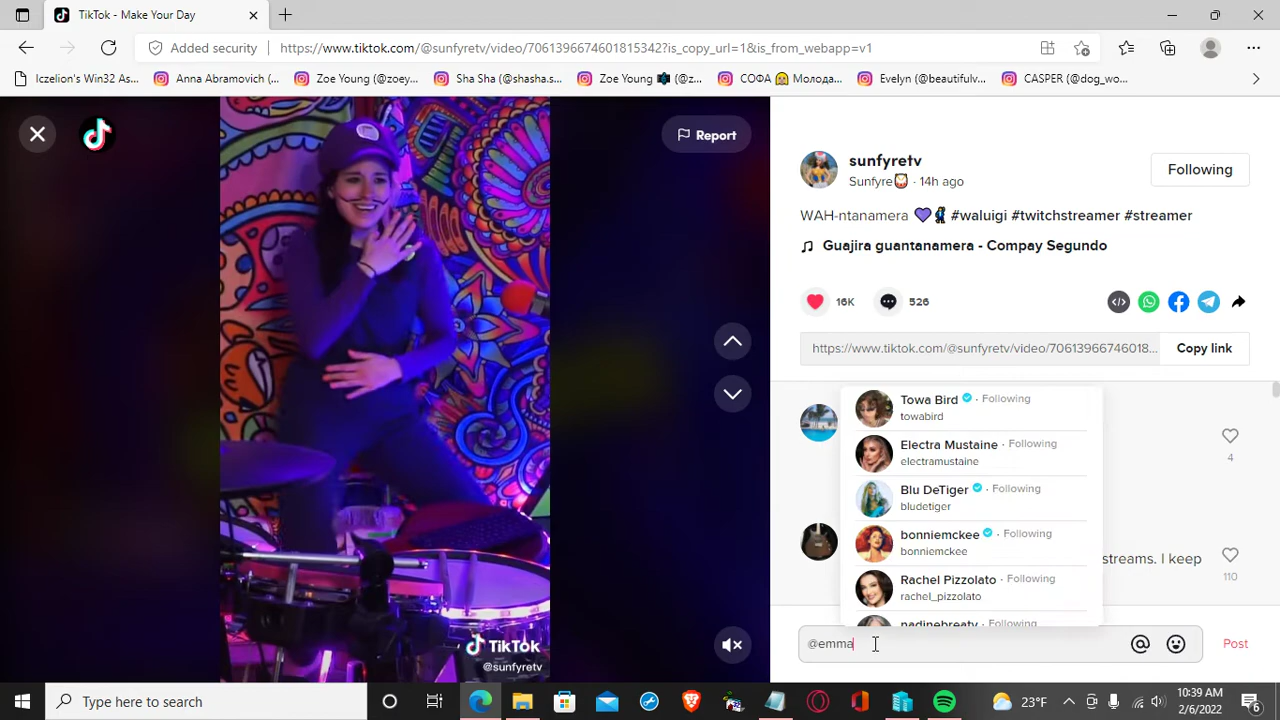 TikTok - Make Your Day
Added security
https://www.tiktok.com/@sunfyretv/video/7061396674601815342?is_copy_url=1&is_from_webapp=v1
Iczelion's Win32 As...
Anna Abramovich (...
Zoe Young (@zoey...
Sha Sha (@shasha.s...
Zoe Young (@z...
СОФА Молода...
Evelyn (@beautifulv...
CASPER (@dog_wo...
Report
sunfyretv
Sunfyre · 14h ago
Following
WAH-ntanamera #waluigi #twitchstreamer #streamer
Guajira guantanamera - Compay Segundo
16K
526
https://www.tiktok.com/@sunfyretv/video/70613966746018...
Copy link
Towa Bird · Following
towabird
Electra Mustaine · Following
electramustaine
4
Blu DeTiger · Following
bludetiger
bonniemckee · Following
bonniemckee
streams. I keep
110
Rachel Pizzolato · Following
rachel_pizzolato
nadinebreaty · Following
@emma
Post
TikTok
@sunfyretv
Type here to search
23°F
10:39 AM
2/6/2022
6